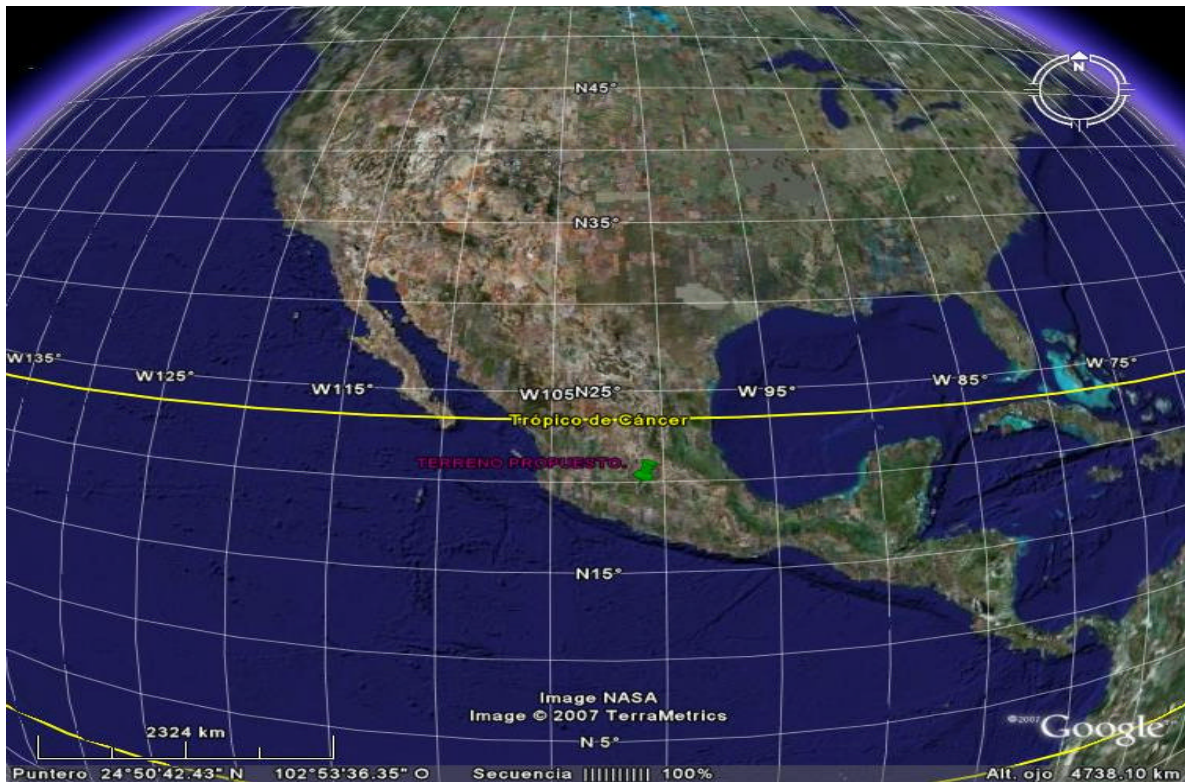 N
N45°
N35°
W135°
W125°
W115°
W105
N25°
W 95°
W 85°
W 75°
Trópico de Cáncer
TERRENO PROPUESTO.
N15°
Image NASA
Image © 2007 TerraMetrics
N 5°
2324 km
©2007 Google™
Puntero 24°50'42.43" N 102°53'36.35" O Secuencia |||||||||| 100% Alt. ojo 4738.10 km